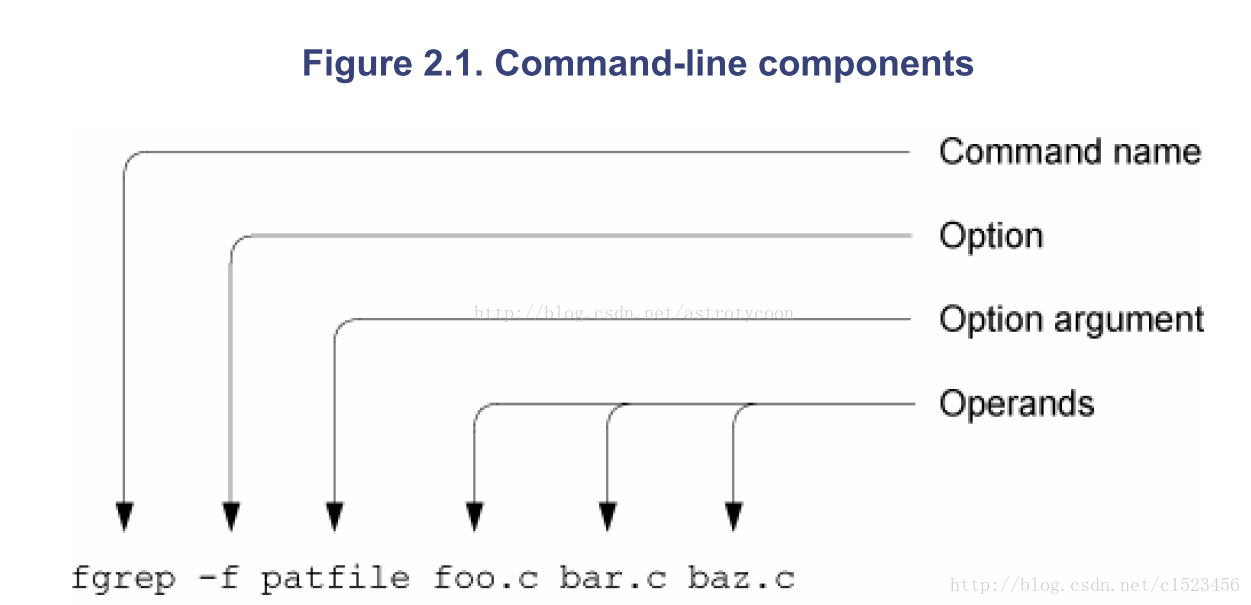 Figure 2.1. Command-line components
Command name
Option
http://blog.csdn.net/astrotycoon
Option argument
Operands
fgrep -f patfile foo.c bar.c baz.c
http://blog.csdn.net/c1523456